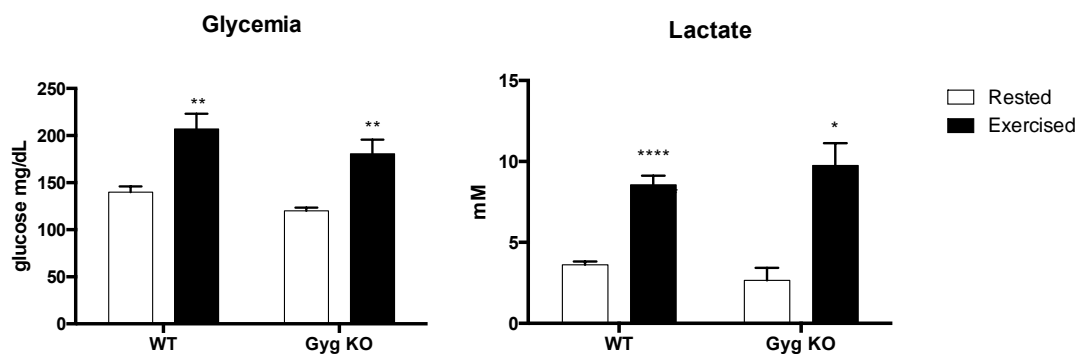 Glycemia
glucose mg/dL
250
200
150
100
50
0
**
**
WT
Gyg KO
Lactate
mM
15
10
5
0
****
*
WT
Gyg KO
Rested
Exercised